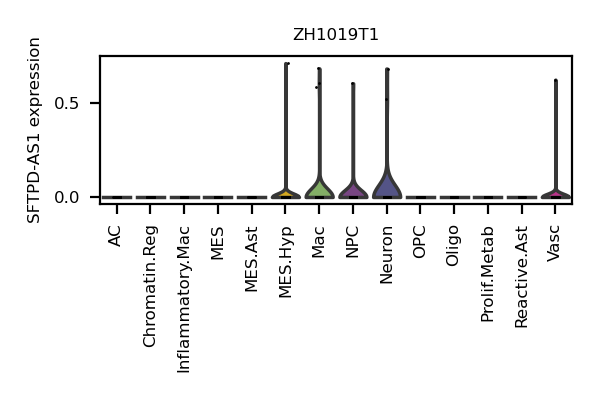 ZH1019T1
SFTPD-AS1 expression
0.5
0.0
AC
Chromatin.Reg
Inflammatory.Mac
MES
MES.Ast
MES.Hyp
Mac
NPC
Neuron
OPC
Oligo
Prolif.Metab
Reactive.Ast
Vasc